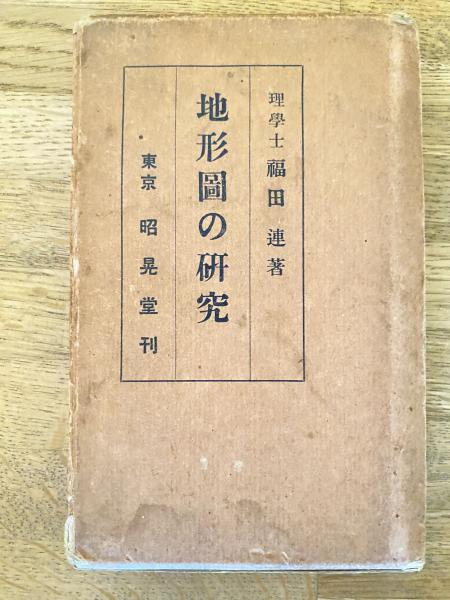 理學士 福田 連著
地形圖の研究
東京 昭晃堂刊